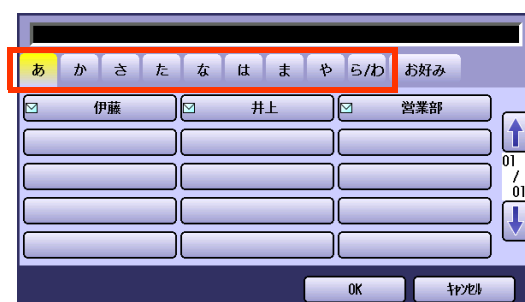 あ か さ た な は ま や ら/わ お好み
伊藤 井上 営業部
01
/
01
OK ｷｬﾝｾﾙ